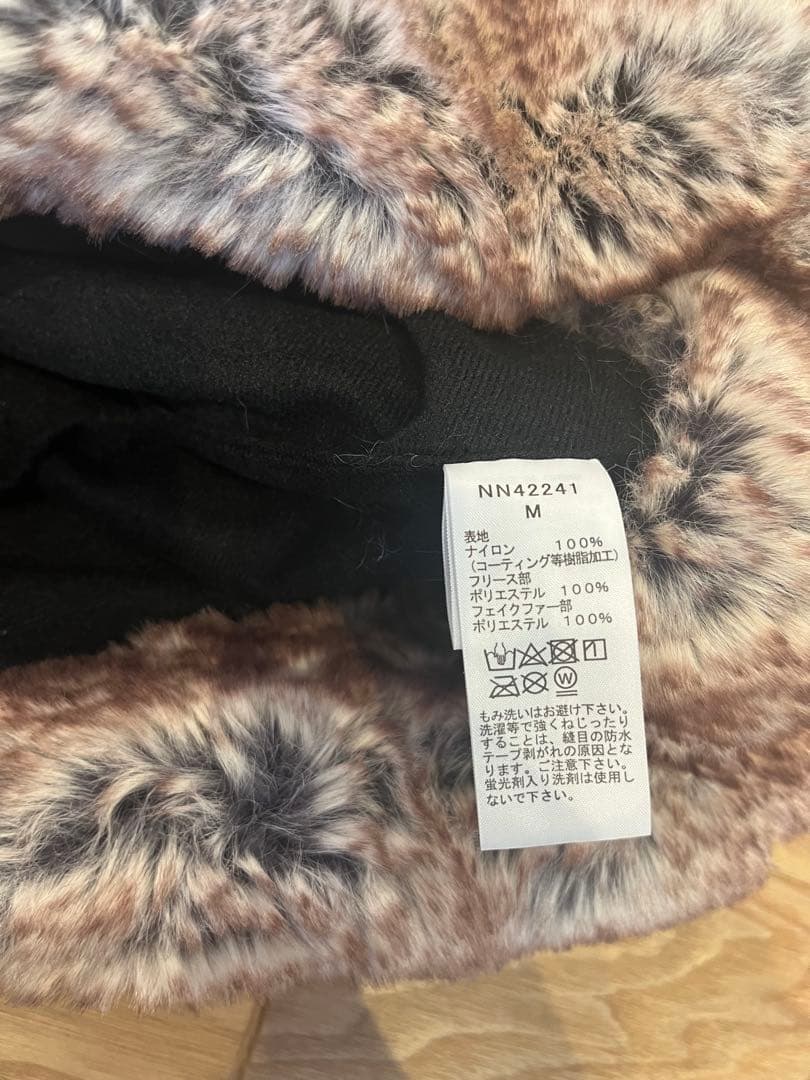 NN42241
M
表地
ナイロン 100%
(コーティング等樹脂加工)
フリース部
ポリエステル 100%
フェイクファー部
ポリエステル 100%
W
もみ洗いはお避け下さい。
洗濯等で強くねじったり
することは、縫目の防水
テープ剥がれの原因とな
ります。ご注意下さい。
蛍光剤入り洗剤は使用し
ないで下さい。